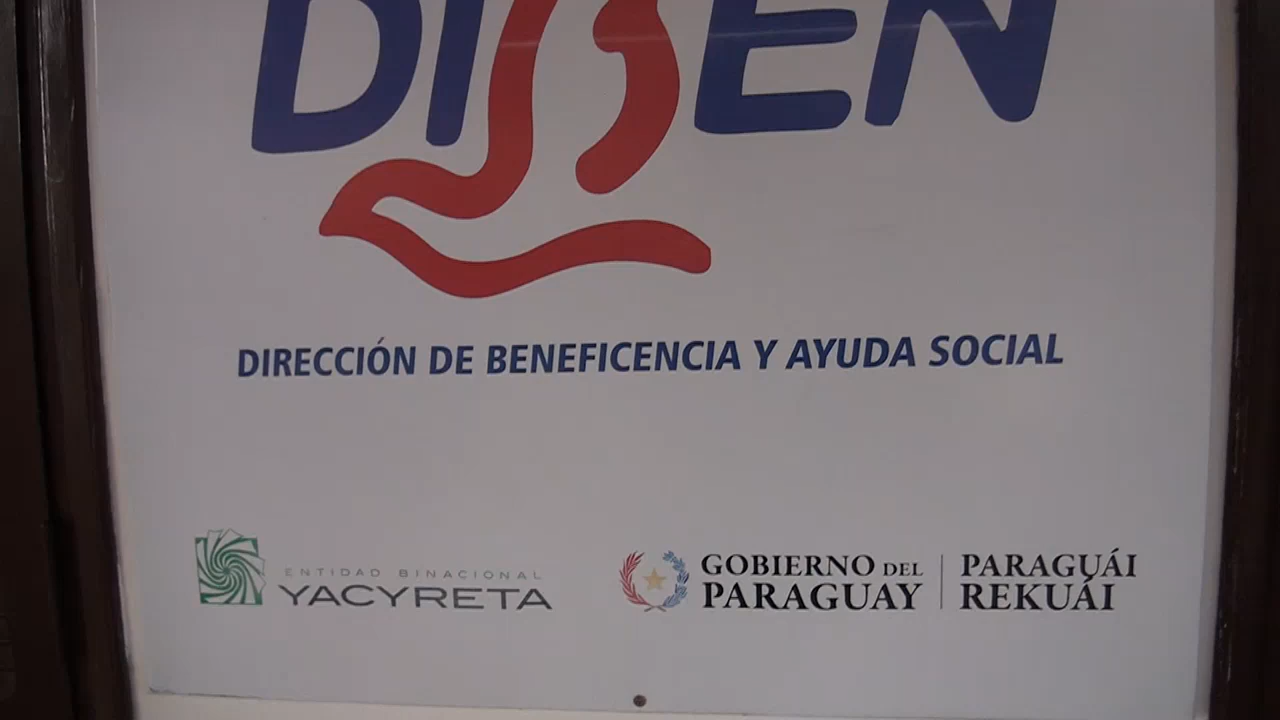 DIBEN
DIRECCIÓN DE BENEFICENCIA Y AYUDA SOCIAL
ENTIDAD BINACIONAL
YACYRETA
GOBIERNO DEL
PARAGUAY
PARAGUÁI
REKUÁI